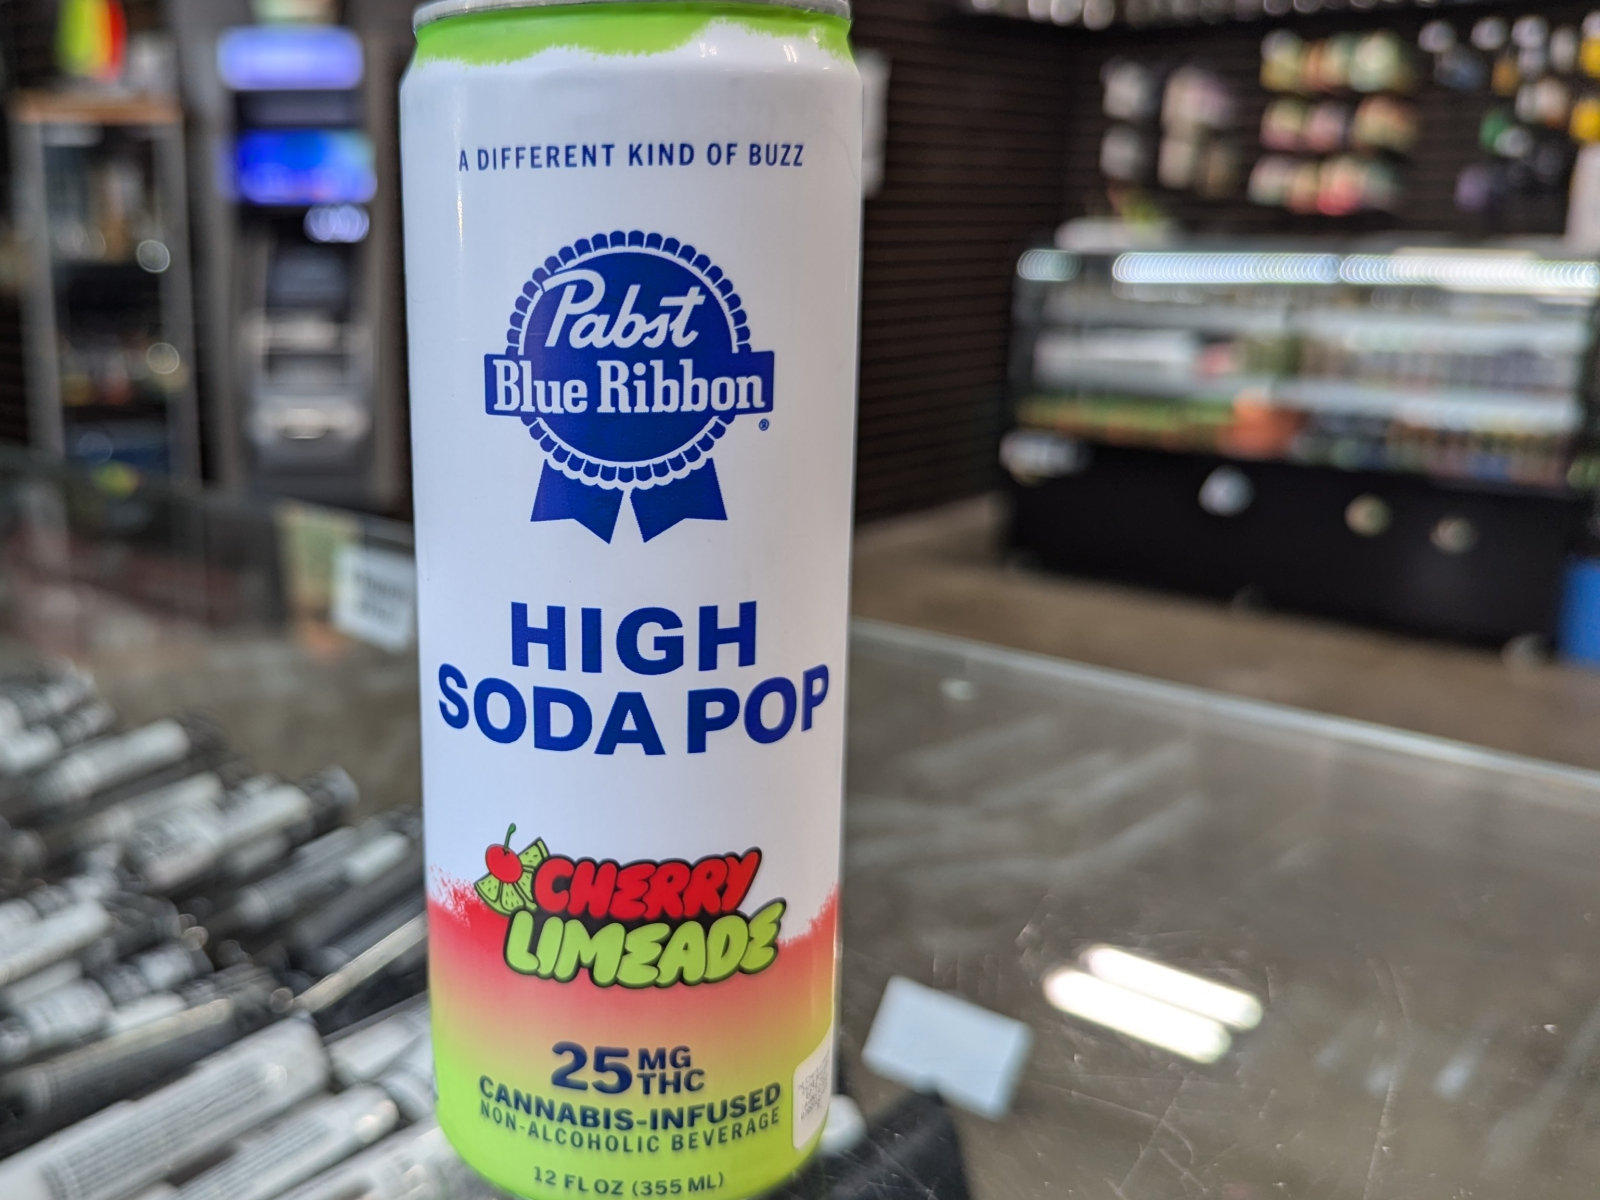 A DIFFERENT KIND OF BUZZ
Pabst
Blue Ribbon®
HIGH
SODA POP
CHERRY
LIMEADE
25 MG
THC
CANNABIS-INFUSED
NON-ALCOHOLIC BEVERAGE
12 FL OZ (355 ML)